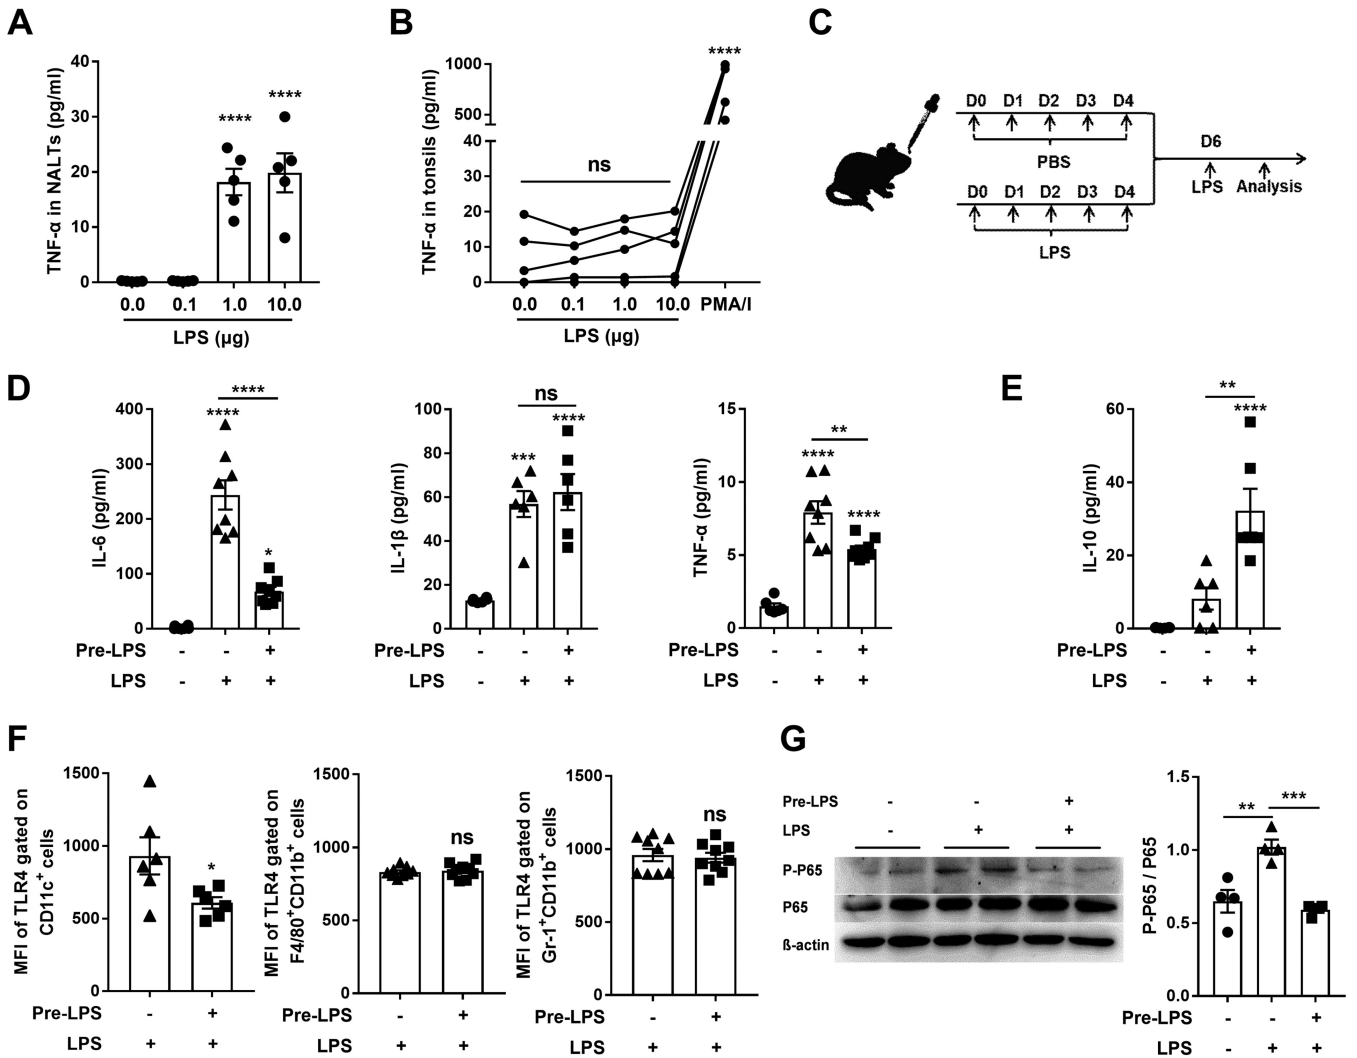 A
TNF-α in NALTs (pg/ml)
40
30
20
10
0
****
****
0.0 0.1 1.0 10.0
LPS (µg)
B
TNF-α in tonsils (pg/ml)
1000
500
40
30
20
10
0
ns
****
0.0 0.1 1.0 10.0 PMA/I
LPS (µg)
C
D0 D1 D2 D3 D4
PBS
D0 D1 D2 D3 D4
LPS
D6
LPS Analysis
D
IL-6 (pg/ml)
400
300
200
100
0
****
****
*
Pre-LPS - - +
LPS - + +
IL-1β (pg/ml)
100
80
60
40
20
0
ns
***
****
- - +
- + +
TNF-α (pg/ml)
15
10
5
0
**
****
****
Pre-LPS - - +
LPS - + +
E
IL-10 (pg/ml)
60
40
20
0
**
****
Pre-LPS - - +
LPS - + +
F
MFI of TLR4 gated on
CD11c⁺ cells
1500
1000
500
0
*
Pre-LPS - +
LPS + +
MFI of TLR4 gated on
F4/80⁺CD11b⁺ cells
1500
1000
500
0
ns
Pre-LPS - +
LPS + +
MFI of TLR4 gated on
Gr-1⁺CD11b⁺ cells
1500
1000
500
0
ns
Pre-LPS - +
LPS + +
G
Pre-LPS - - +
LPS - + +
P-P65
P65
ß-actin
P-P65 / P65
1.5
1.0
0.5
0.0
**
***
Pre-LPS - - +
LPS - + +